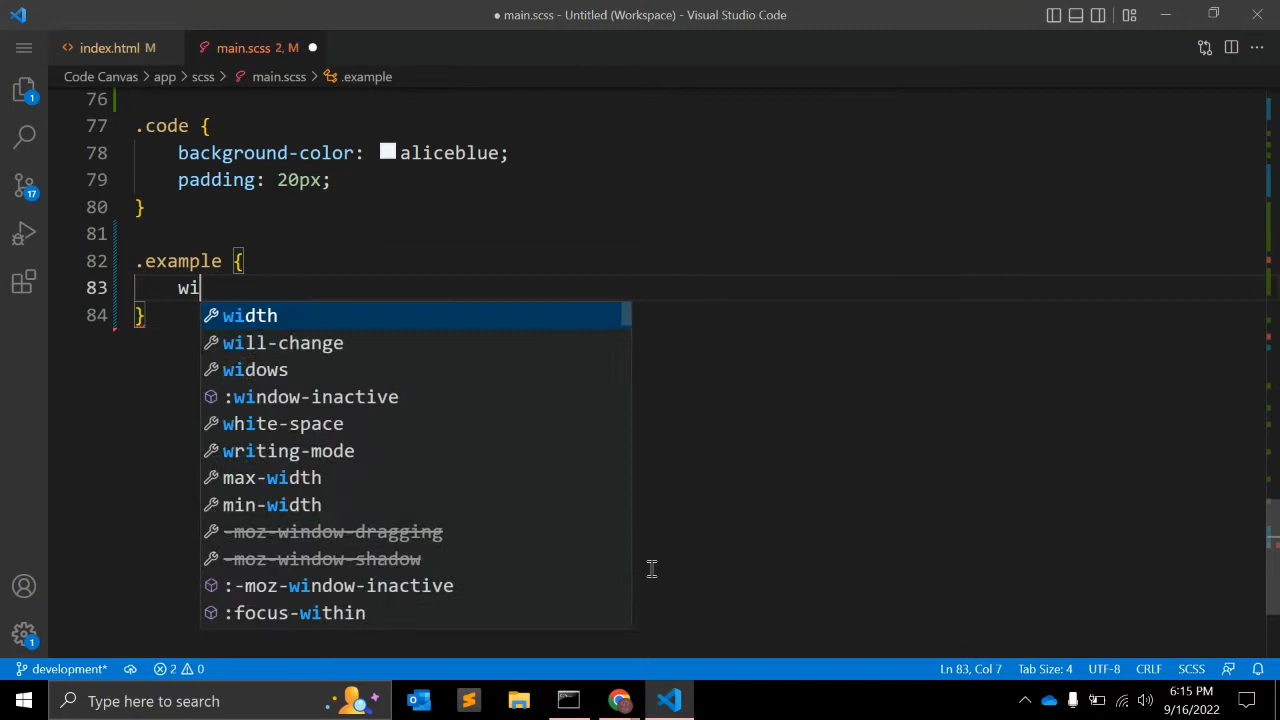 ● main.scss - Untitled (Workspace) - Visual Studio Code
index.html M
main.scss 2, M ●
Code Canvas > app > scss > main.scss > .example
76
77 .code {
78 background-color: aliceblue;
79 padding: 20px;
80 }
81
82 .example {
83 wi
84 }
width
will-change
widows
:window-inactive
white-space
writing-mode
max-width
min-width
-moz-window-dragging
-moz-window-shadow
:-moz-window-inactive
:focus-within
1
17
1
development* 2 0 Ln 83, Col 7 Tab Size: 4 UTF-8 CRLF SCSS
Type here to search
6:15 PM
9/16/2022